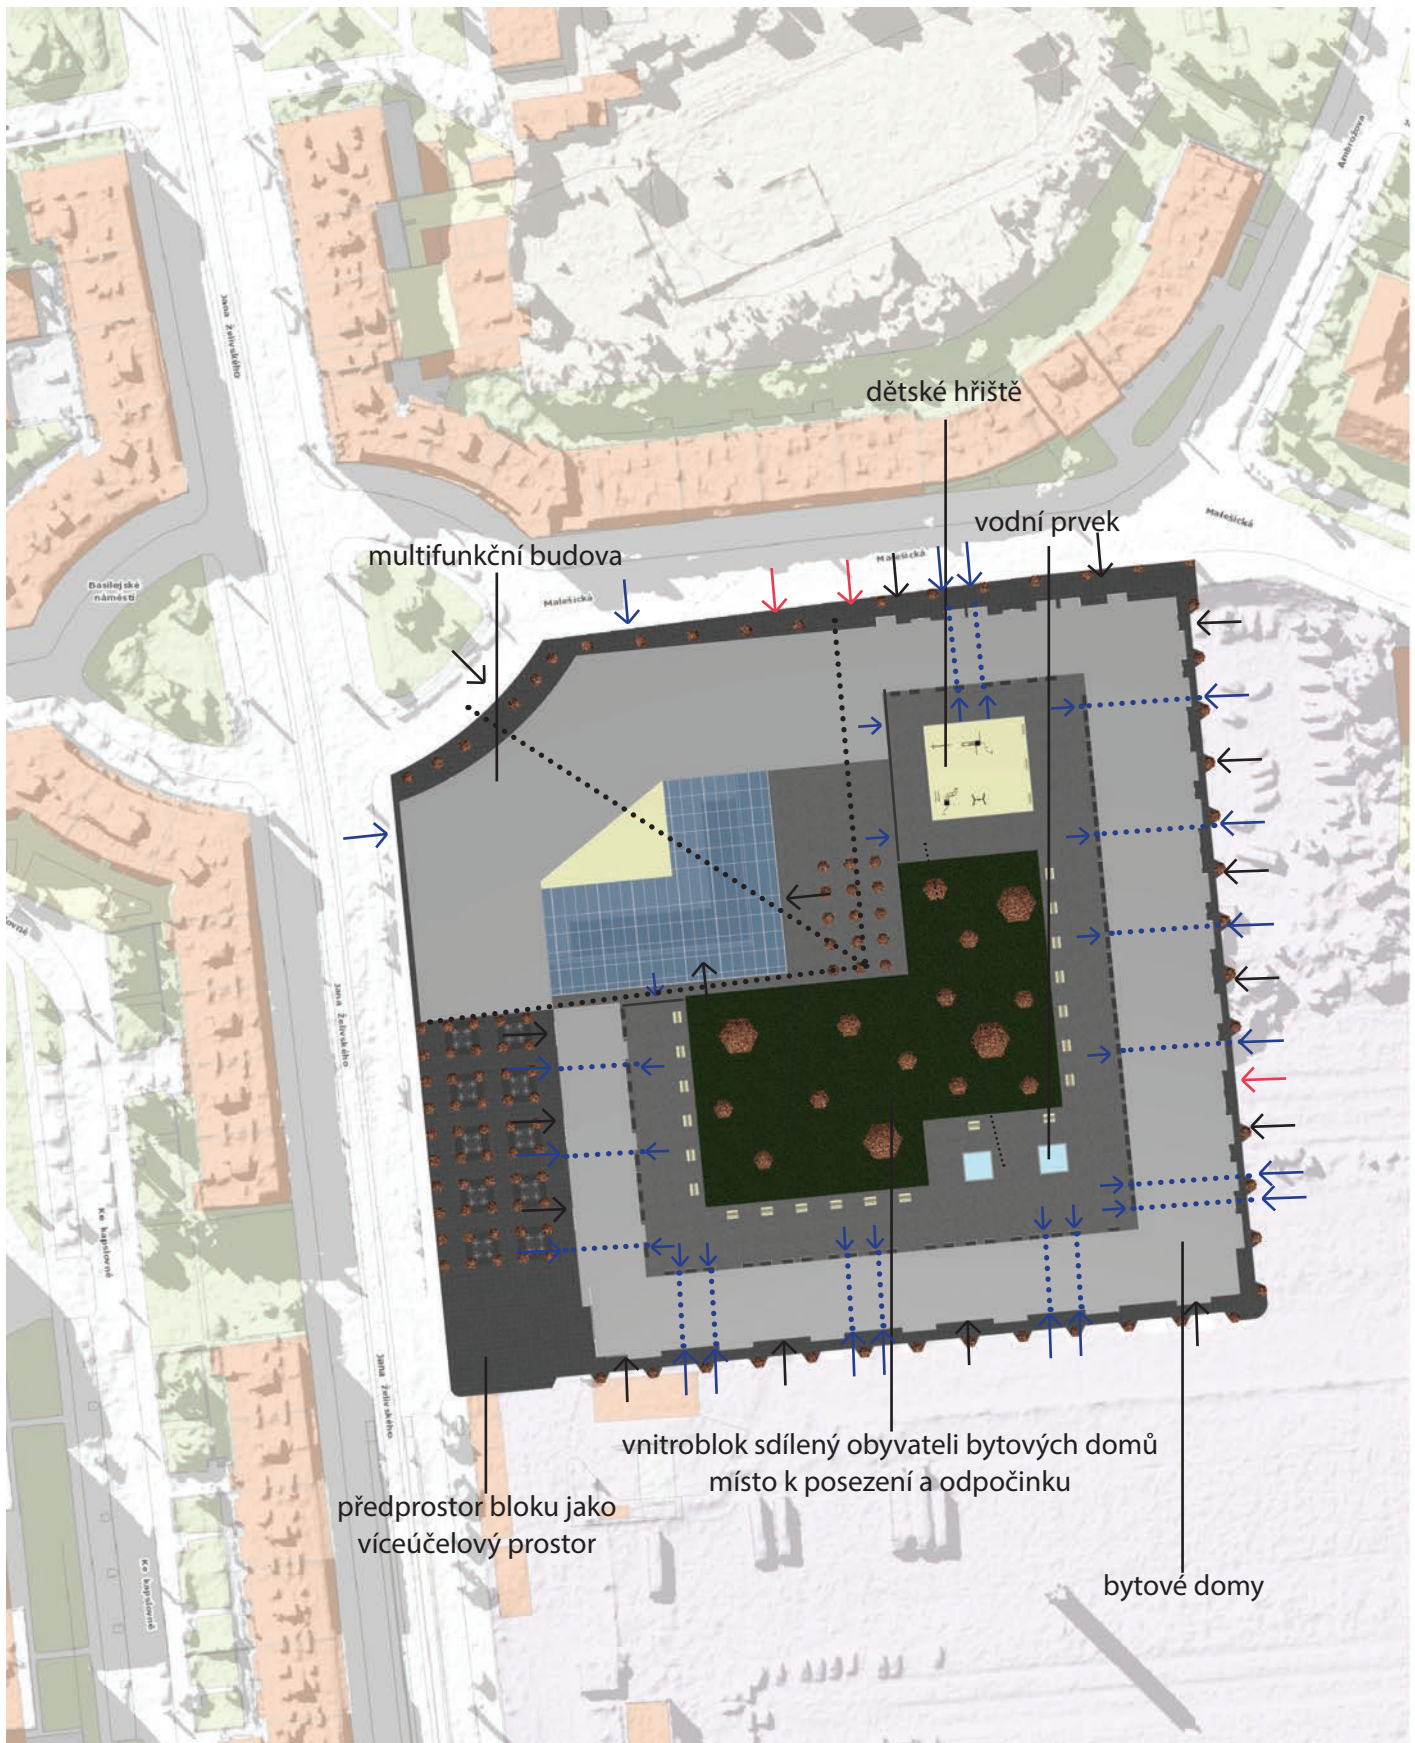 Ambrožova
Jana Želivského
dětské hřiště
vodní prvek
Malešická
multifunkční budova
Malešická
Basilejské
náměstí
Malešická
Jana Želivského
Ke kapslovně
Jana Želivského
vnitroblok sdílený obyvateli bytových domů
místo k posezení a odpočinku
předprostor bloku jako
víceúčelový prostor
Ke kapslovně
bytové domy